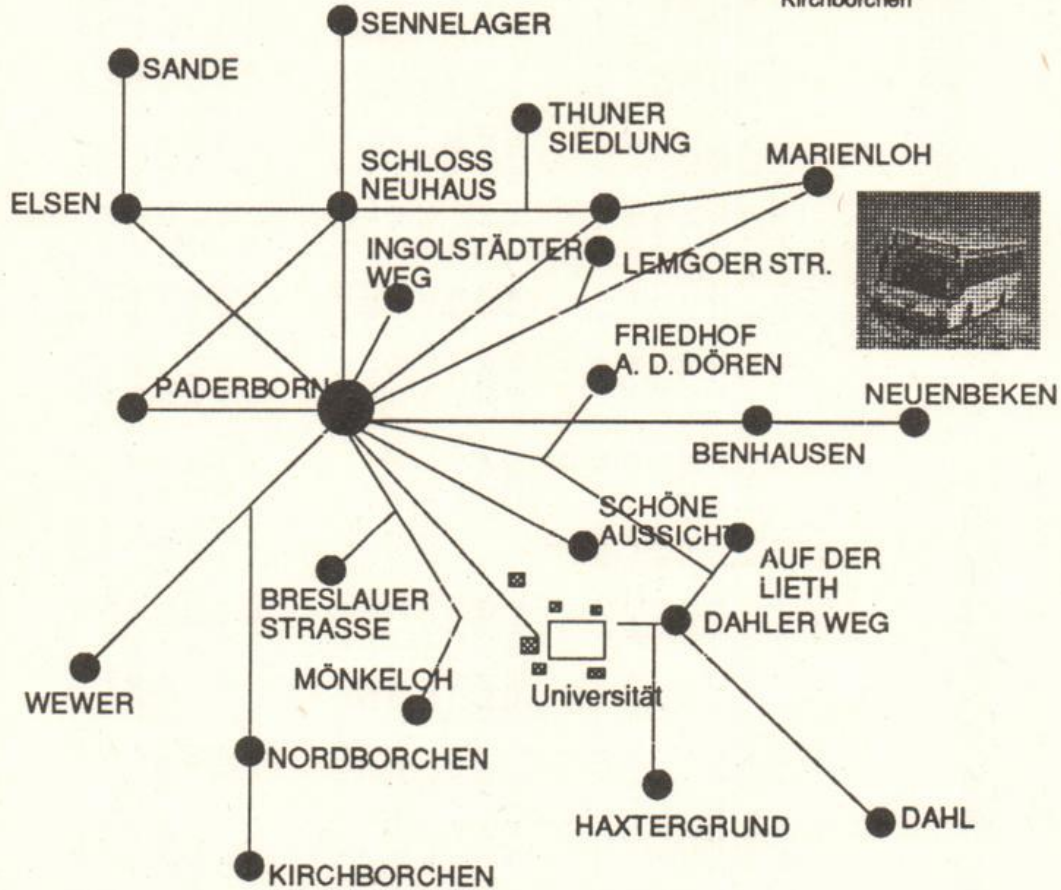 Kirchborchen
SENNELAGER
SANDE
THUNER
SIEDLUNG
MARIENLOH
SCHLOSS
NEUHAUS
ELSEN
INGOLSTÄDTER
WEG
LEMGOER STR.
FRIEDHOF
A. D. DÖREN
PADERBORN
NEUENBEKEN
BENHAUSEN
SCHÖNE
AUSSICHT
AUF DER
LIETH
BRESLAUER
STRASSE
DAHLER WEG
MÖNKELOH
Universität
WEWER
NORDBORCHEN
HAXTERGRUND
DAHL
KIRCHBORCHEN